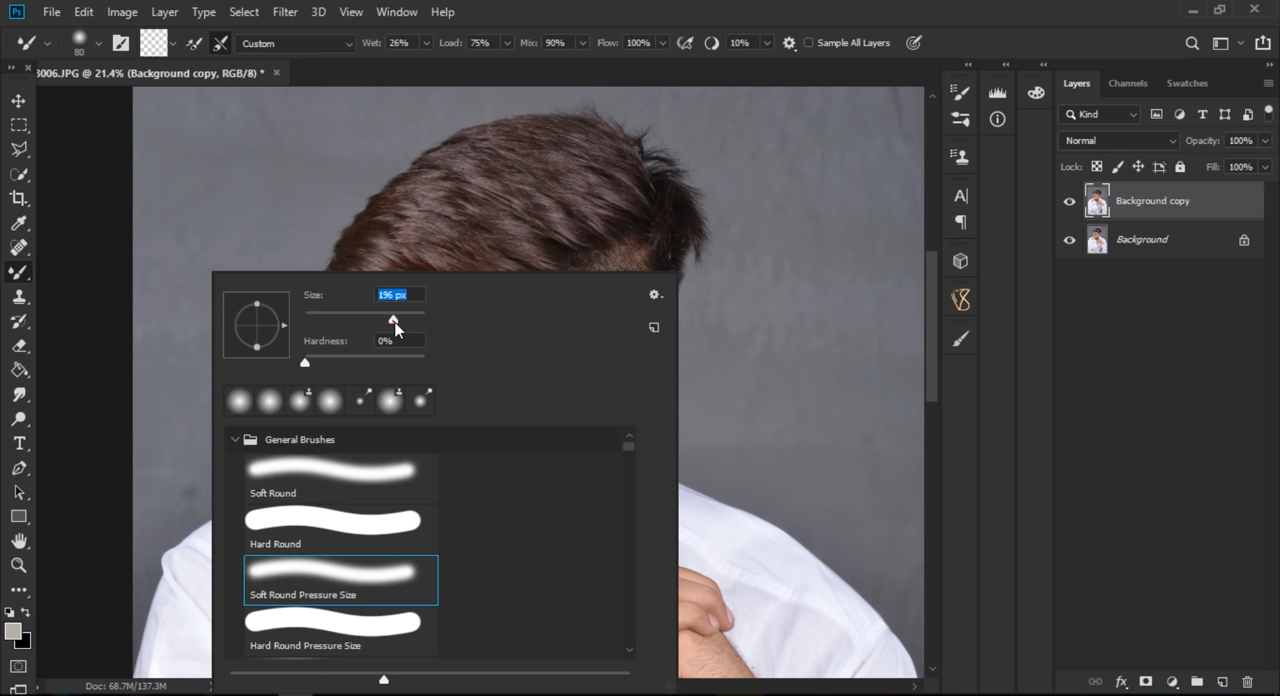 Ps File Edit Image Layer Type Select Filter 3D View Window Help
80 Custom Wet: 26% Load: 75% Mix: 90% Flow: 100% 10% Sample All Layers
3006.JPG @ 21.4% (Background copy, RGB/8) * ×
Layers Channels Swatches
Kind
Normal Opacity: 100%
Lock: Fill: 100%
Background copy
Background
Size: 196 px
Hardness: 0%
General Brushes
Soft Round
Hard Round
Soft Round Pressure Size
Hard Round Pressure Size
Doc: 68.7M/137.3M